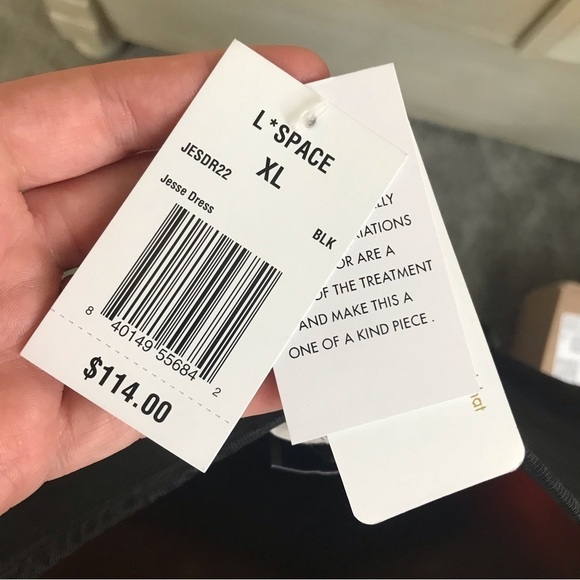 L*SPACE
XL
JESDR22
Jesse Dress
BLK
8 40149 55684 2
$114.00
OR ARE A
OF THE TREATMENT
AND MAKE THIS A
ONE OF A KIND PIECE.